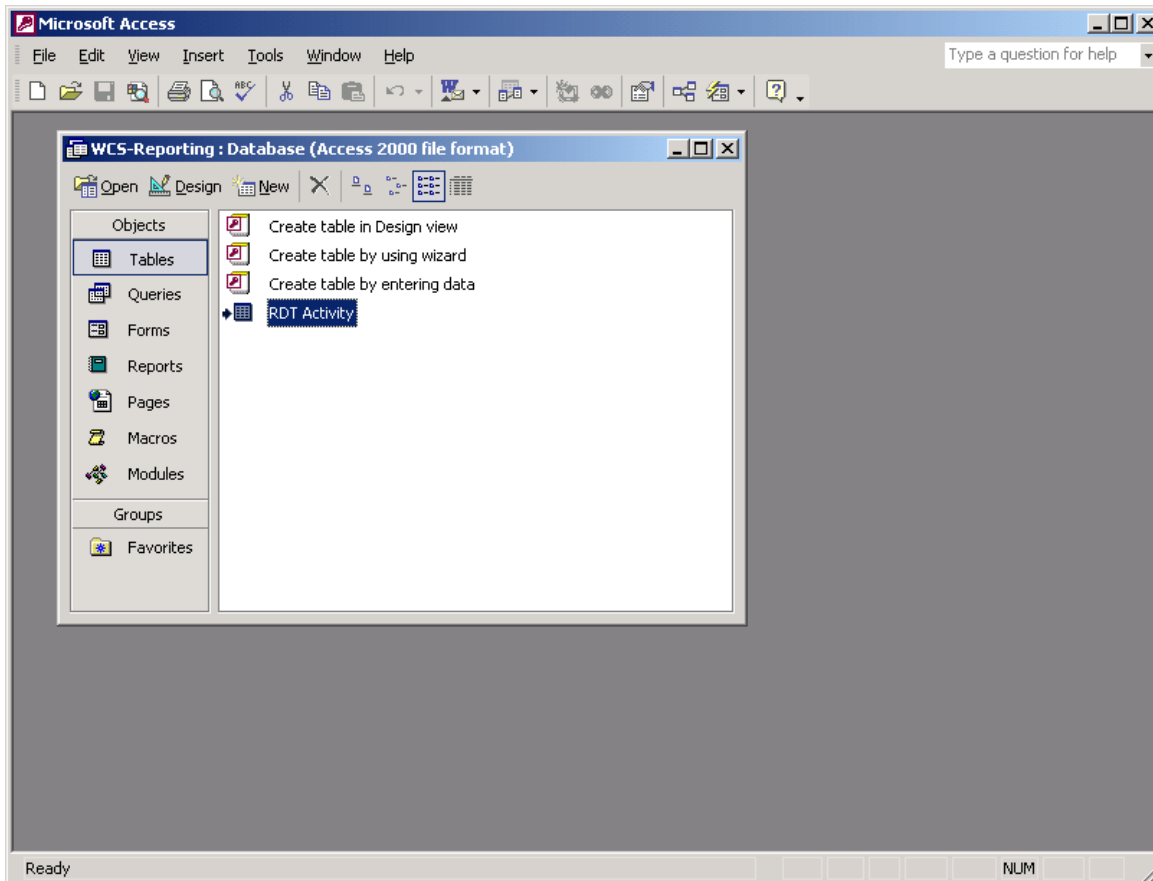 Microsoft Access
File Edit View Insert Tools Window Help
Type a question for help
ABC
W
WCS-Reporting : Database (Access 2000 file format)
Open Design New
Objects
Tables
Queries
Forms
Reports
Pages
Macros
Modules
Groups
Favorites
Create table in Design view
Create table by using wizard
Create table by entering data
RDT Activity
Ready
NUM